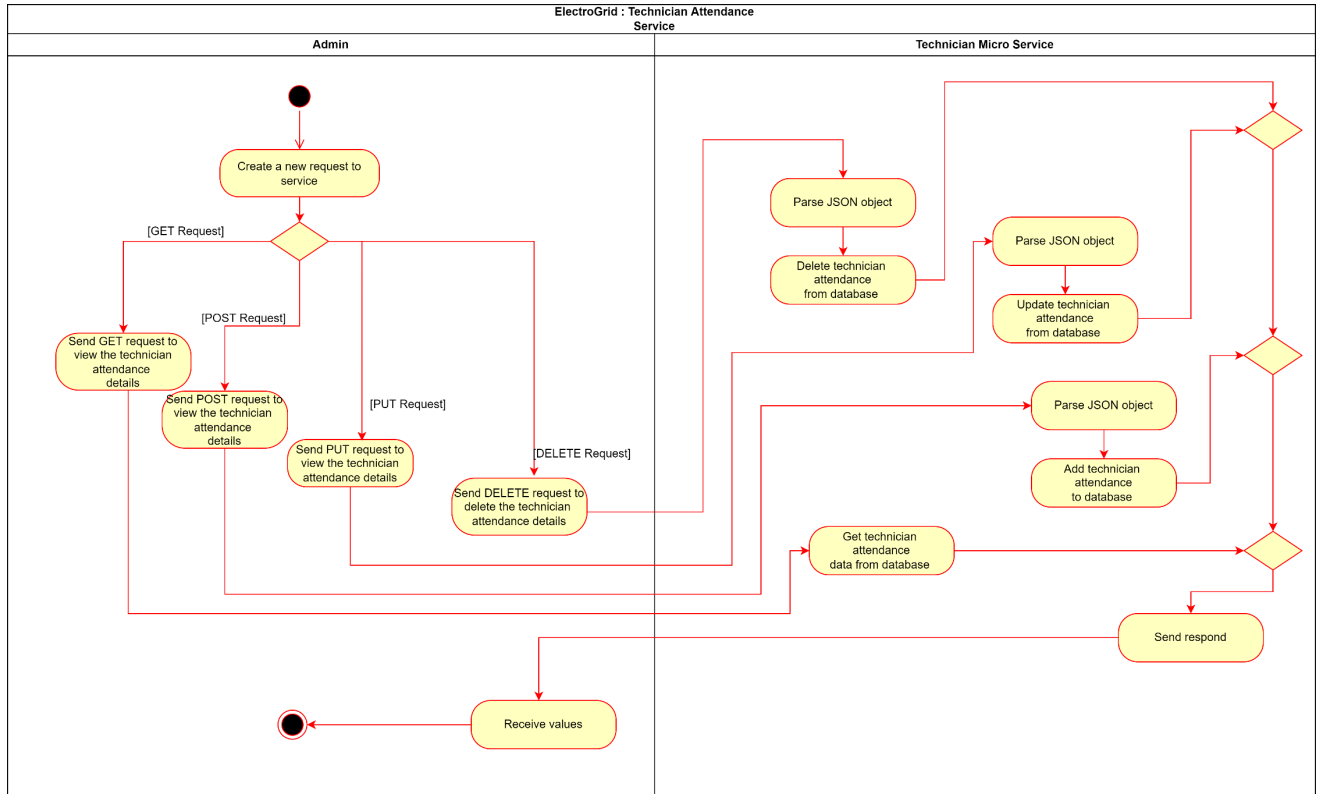 ElectroGrid : Technician Attendance
Service
Admin
Technician Micro Service
Create a new request to
service
[GET Request]
[POST Request]
[PUT Request]
[DELETE Request]
Send GET request to
view the technician
attendance
details
Send POST request to
view the technician
attendance
details
Send PUT request to
view the technician
attendance details
Send DELETE request to
delete the technician
attendance details
Parse JSON object
Delete technician
attendance
from database
Parse JSON object
Update technician
attendance
from database
Parse JSON object
Add technician
attendance
to database
Get technician
attendance
data from database
Send respond
Receive values